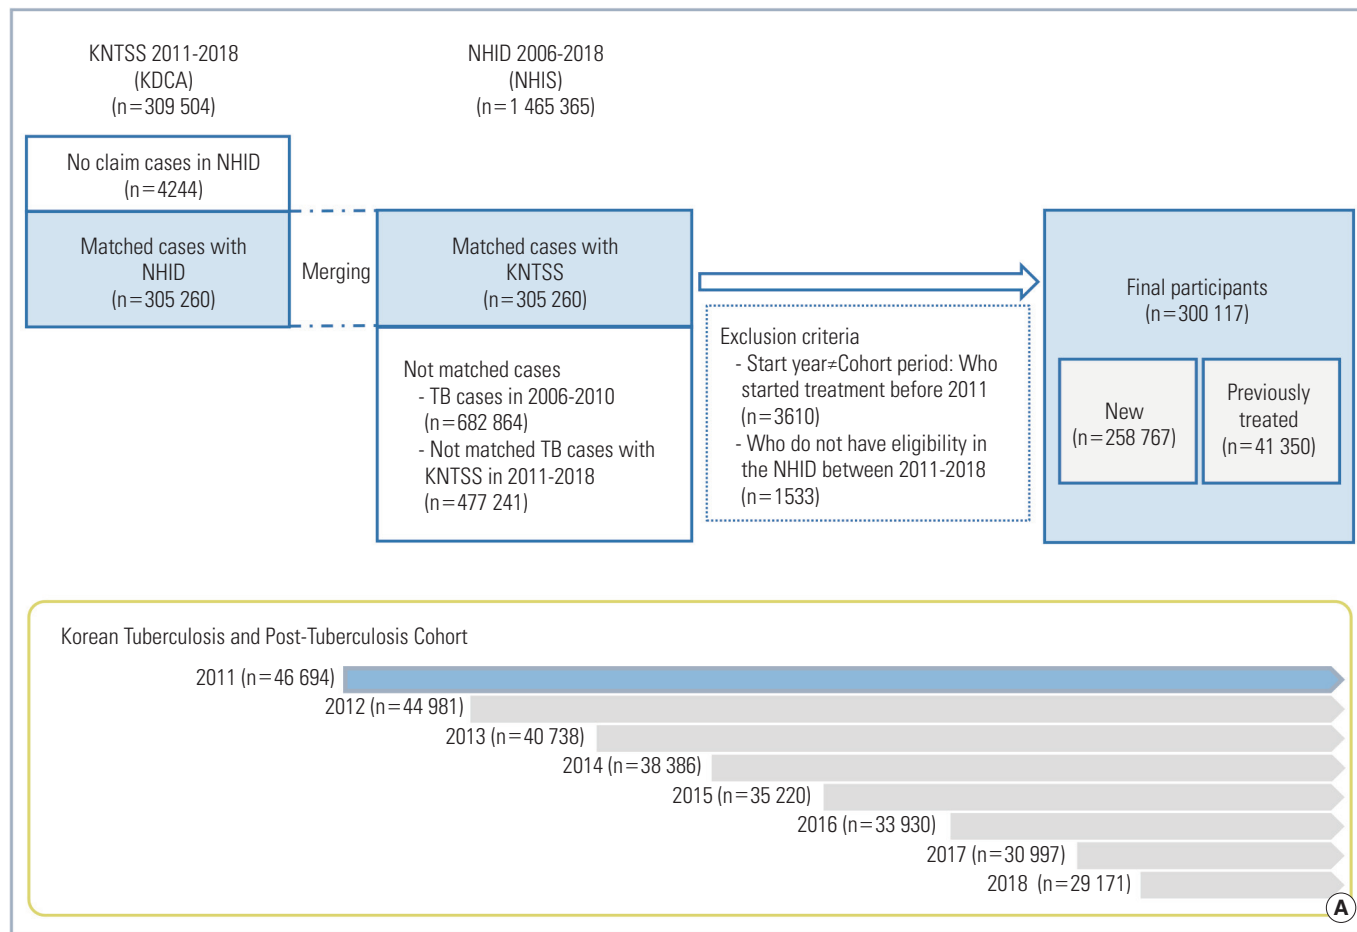 KNTSS 2011-2018
(KDCA)
(n=309 504)
NHID 2006-2018
(NHIS)
(n=1 465 365)
No claim cases in NHID
(n=4244)
Matched cases with
NHID
(n=305 260)
Merging
Matched cases with
KNTSS
(n=305 260)
Not matched cases
- TB cases in 2006-2010
(n=682 864)
- Not matched TB cases with
KNTSS in 2011-2018
(n=477 241)
Exclusion criteria
- Start year≠Cohort period: Who
started treatment before 2011
(n=3610)
- Who do not have eligibility in
the NHID between 2011-2018
(n=1533)
Final participants
(n=300 117)
New
(n=258 767)
Previously
treated
(n=41 350)
Korean Tuberculosis and Post-Tuberculosis Cohort
2011 (n=46 694)
2012 (n=44 981)
2013 (n=40 738)
2014 (n=38 386)
2015 (n=35 220)
2016 (n=33 930)
2017 (n=30 997)
2018 (n=29 171)
A